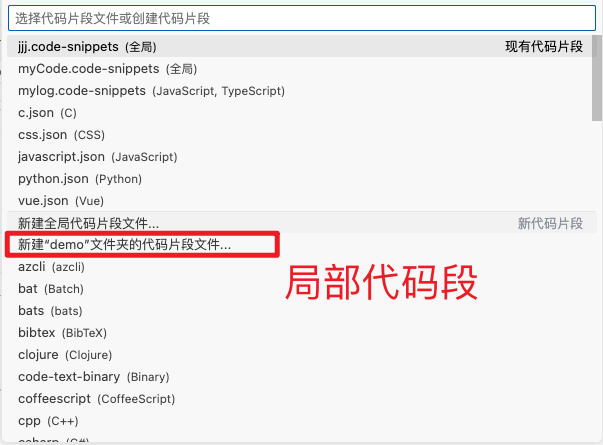 选择代码片段文件或创建代码片段
jjj.code-snippets (全局) 现有代码片段
myCode.code-snippets (全局)
mylog.code-snippets (JavaScript, TypeScript)
c.json (C)
css.json (CSS)
javascript.json (JavaScript)
python.json (Python)
vue.json (Vue)
新建全局代码片段文件... 新代码片段
新建“demo”文件夹的代码片段文件...
azcli (azcli)
局部代码段
bat (Batch)
bats (bats)
bibtex (BibTeX)
clojure (Clojure)
code-text-binary (Binary)
coffeescript (CoffeeScript)
cpp (C++)
csharp (C#)